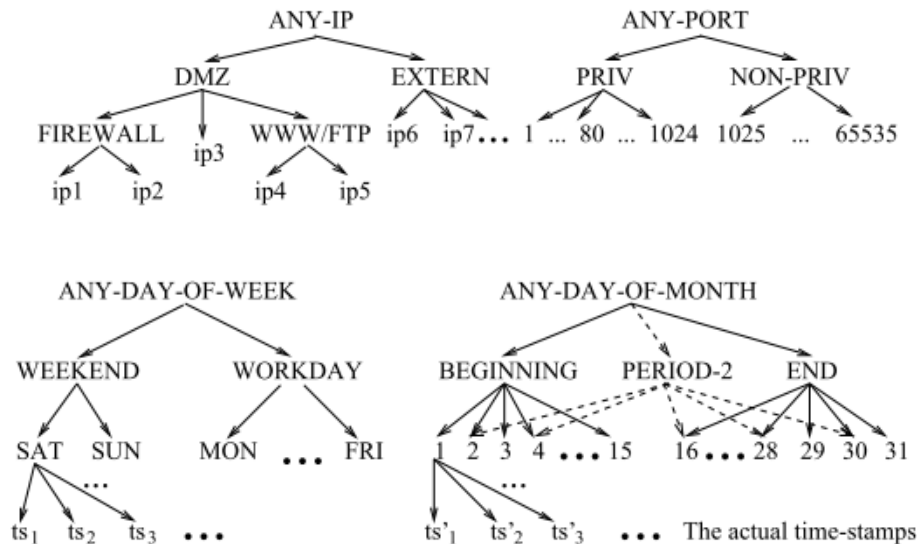 ANY-IP ANY-PORT
DMZ EXTERN PRIV NON-PRIV
FIREWALL ip3 WWW/FTP ip6 ip7 ... 1 ... 80 ... 1024 1025 ... 65535
ip1 ip2 ip4 ip5
ANY-DAY-OF-WEEK ANY-DAY-OF-MONTH
WEEKEND WORKDAY BEGINNING PERIOD-2 END
SAT SUN MON ... FRI 1 2 3 4 ... 15 16 ... 28 29 30 31
... ...
ts1 ts2 ts3 ... ts'1 ts'2 ts'3 ... The actual time-stamps